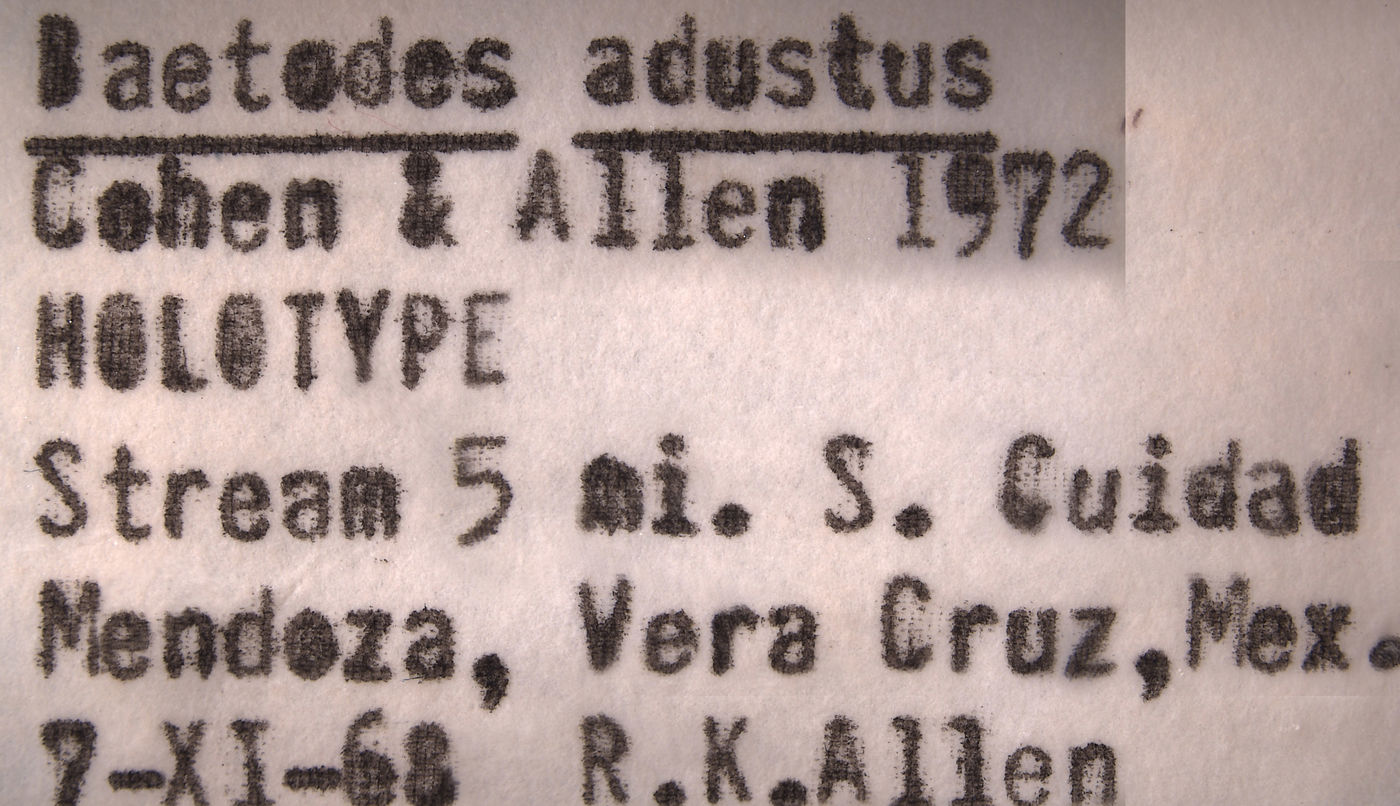 Baetodes adustus
Cohen & Allen 1972
HOLOTYPE
Stream 5 mi. S. Cuidad
Mendoza, Vera Cruz,Mex.
7-XI-68 R.K.Allen